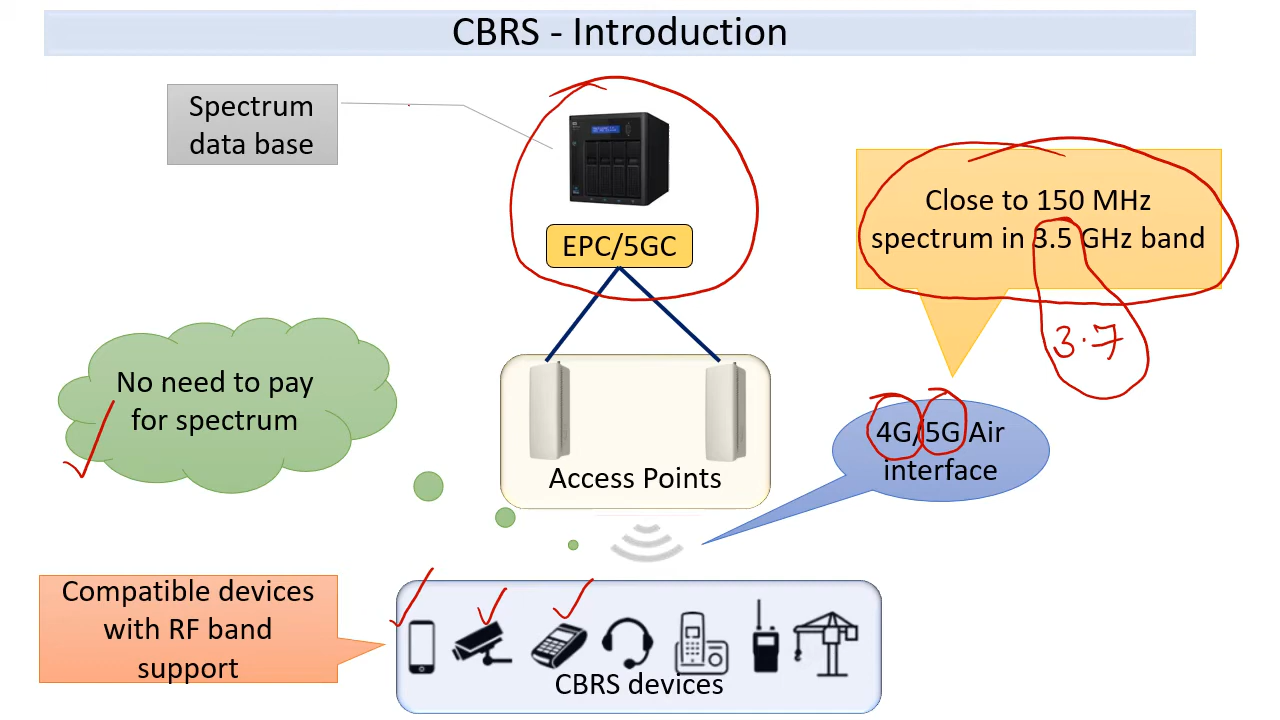 CBRS - Introduction
Spectrum
data base
EPC/5GC
Close to 150 MHz
spectrum in 3.5 GHz band
3.7
No need to pay
for spectrum
Access Points
4G/5G Air
interface
Compatible devices
with RF band
support
CBRS devices